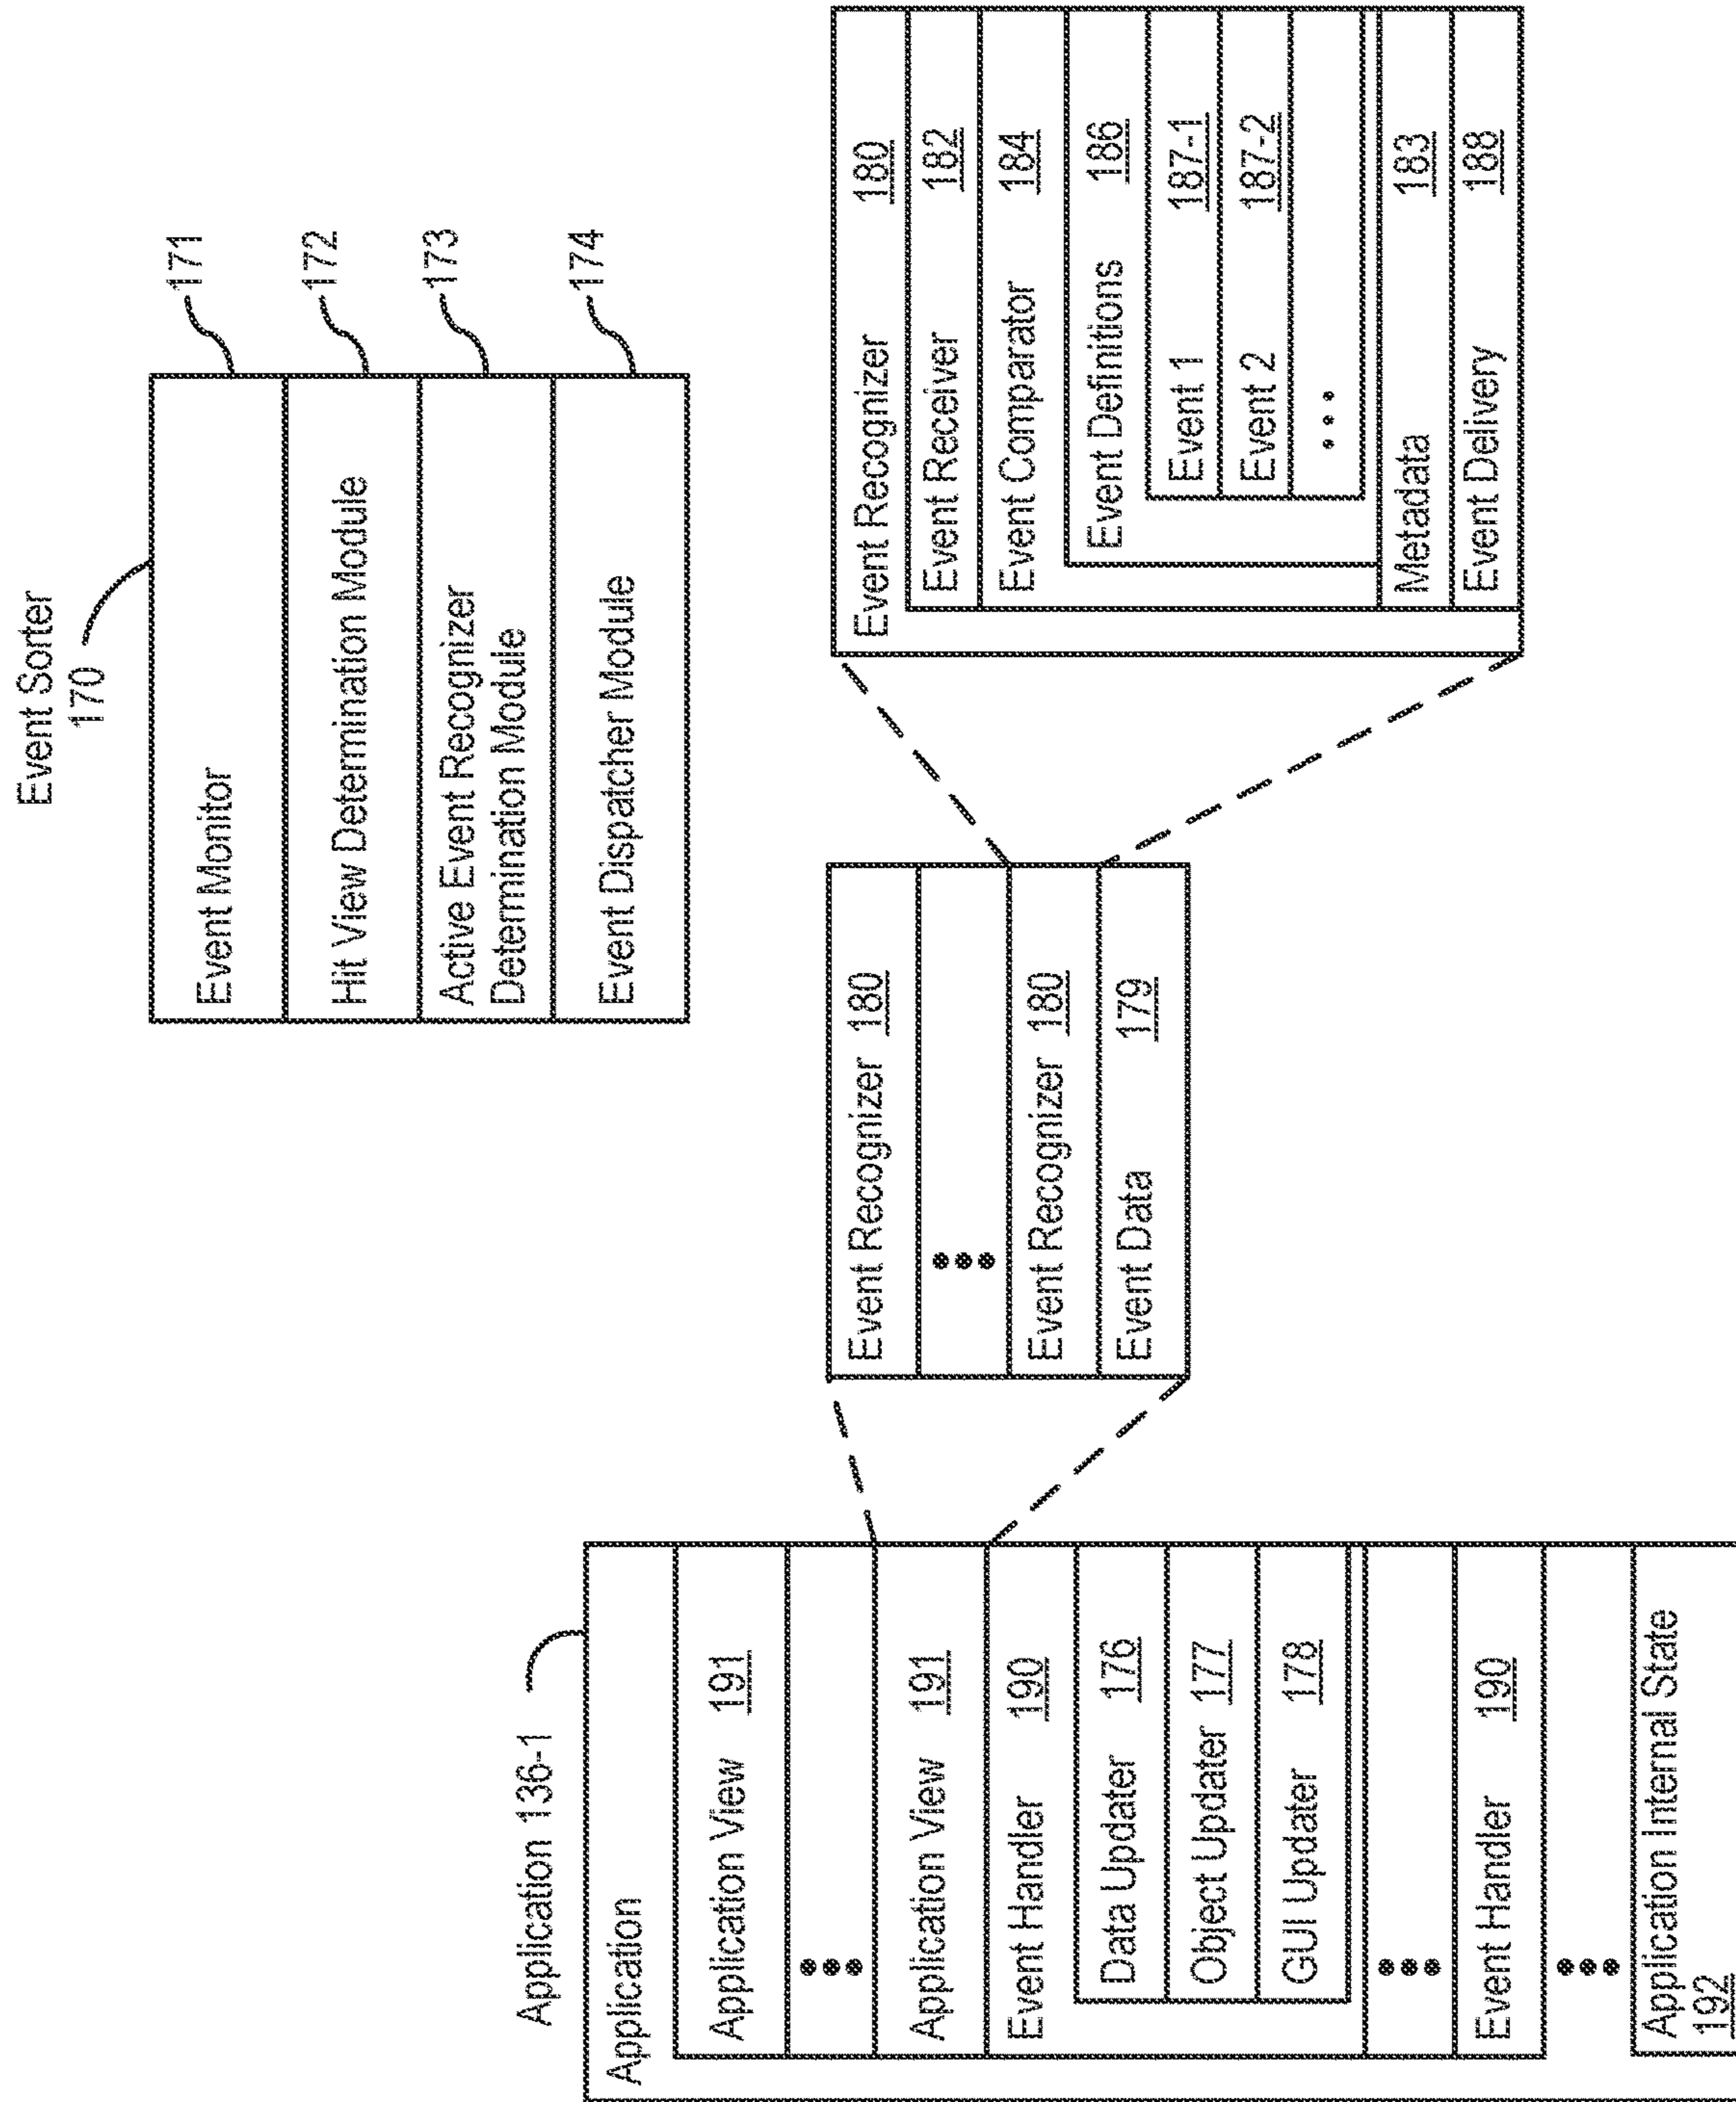 Event Sorter
170
Event Monitor
171
Hit View Determination Module
172
Active Event Recognizer
Determination Module
173
Event Dispatcher Module
174
Application 136-1
Application
Application View 191
•••
Application View 191
Event Handler 190
Data Updater 176
Object Updater 177
GUI Updater 178
•••
Event Handler 190
•••
Application Internal State
192
Event Recognizer 180
•••
Event Recognizer 180
Event Data 179
Event Recognizer 180
Event Receiver 182
Event Comparator 184
Event Definitions 186
Event 1 187-1
Event 2 187-2
•••
Metadata 183
Event Delivery 188